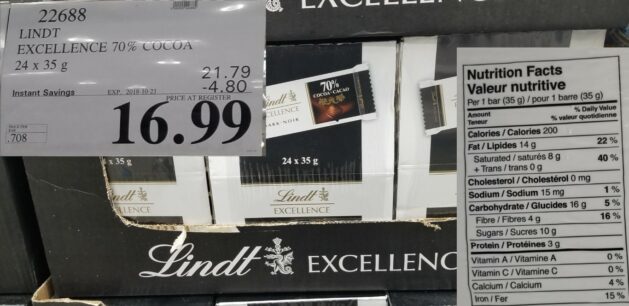 22688
LINDT
EXCELLENCE 70% COCOA
24 x 35 g
21.79
Instant Savings EXP. 2018-10-21 -4.80
PRICE AT REGISTER
16.99
.708
EXCELLENC
Lindt
EXCELLENCE
70%
COCOA·CACAO
24 x 35 g
x 35 g
Lindt
EXCELLENCE
LLENCE
Lindt EXCELLENC
Nutrition Facts
Valeur nutritive
Per 1 bar (35 g) / pour 1 barre (35 g)
Amount % Daily Value
Teneur % valeur quotidienne
Calories / Calories 200
Fat / Lipides 14 g 22 %
Saturated / saturés 8 g 40 %
+ Trans / trans 0 g
Cholesterol / Cholestérol 0 mg
Sodium / Sodium 15 mg 1 %
Carbohydrate / Glucides 16 g 5 %
Fibre / Fibres 4 g 16 %
Sugars / Sucres 10 g
Protein / Protéines 3 g
Vitamin A / Vitamine A 0 %
Vitamin C / Vitamine C 0 %
Calcium / Calcium 4 %
Iron / Fer 15 %